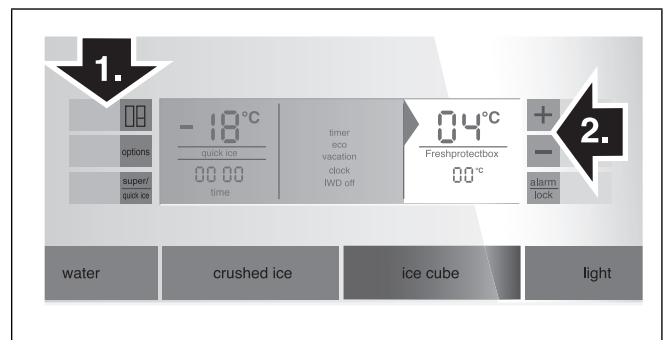 1.
-18°C
quick ice
00 00
time
timer
eco
vacation
clock
IWD off
04°C
Freshprotectbox
00°C
options
super/
quick ice
+
−
alarm
lock
2.
water
crushed ice
ice cube
light